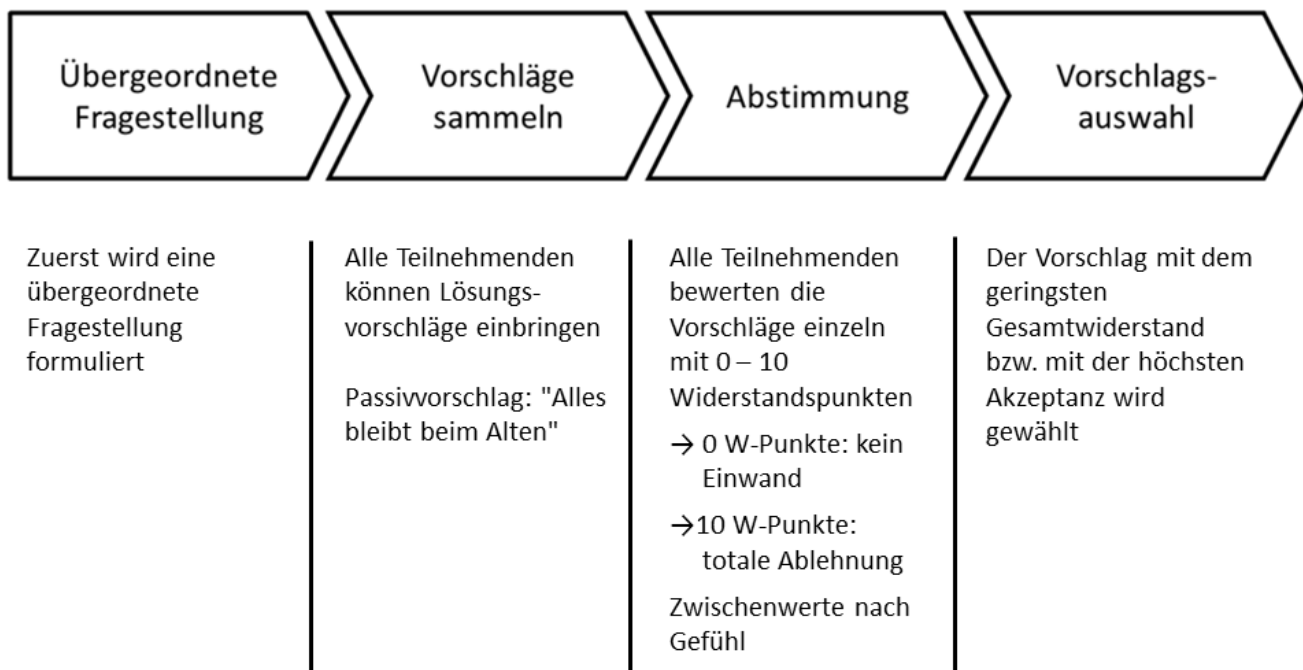 Übergeordnete
Fragestellung
Vorschläge
sammeln
Abstimmung
Vorschlags-
auswahl
Zuerst wird eine
übergeordnete
Fragestellung
formuliert
Alle Teilnehmenden
können Lösungs-
vorschläge einbringen
Passivvorschlag: "Alles
bleibt beim Alten"
Alle Teilnehmenden
bewerten die
Vorschläge einzeln
mit 0 – 10
Widerstandspunkten
→ 0 W-Punkte: kein
Einwand
→10 W-Punkte:
totale Ablehnung
Zwischenwerte nach
Gefühl
Der Vorschlag mit dem
geringsten
Gesamtwiderstand
bzw. mit der höchsten
Akzeptanz wird
gewählt